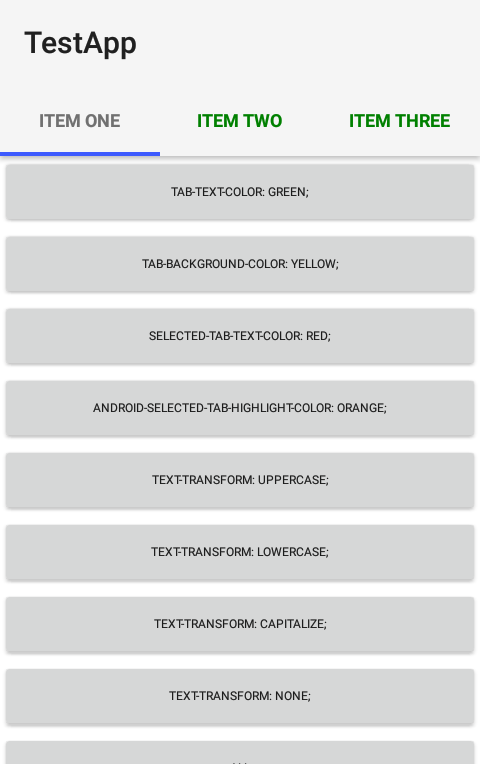 TestApp
ITEM ONE
ITEM TWO
ITEM THREE
TAB-TEXT-COLOR: GREEN;
TAB-BACKGROUND-COLOR: YELLOW;
SELECTED-TAB-TEXT-COLOR: RED;
ANDROID-SELECTED-TAB-HIGHLIGHT-COLOR: ORANGE;
TEXT-TRANSFORM: UPPERCASE;
TEXT-TRANSFORM: LOWERCASE;
TEXT-TRANSFORM: CAPITALIZE;
TEXT-TRANSFORM: NONE;